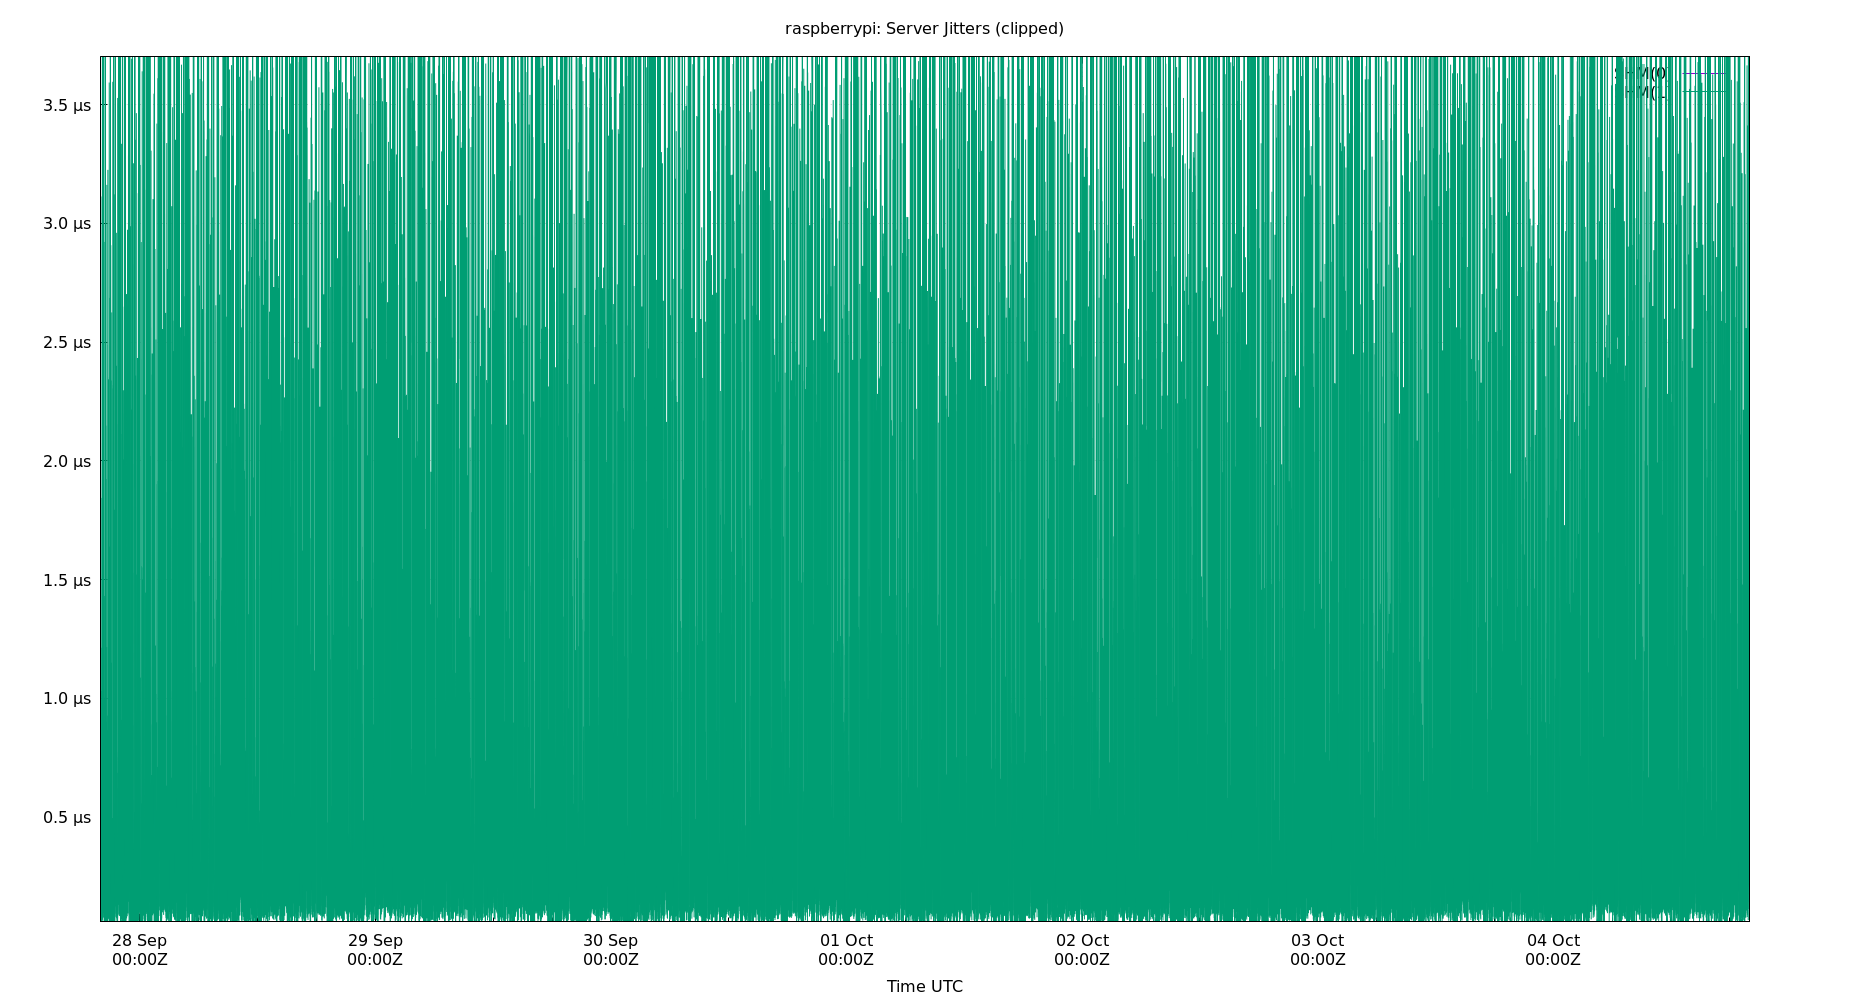 raspberrypi: Server Jitters (clipped)
3.5 µs
3.0 µs
2.5 µs
2.0 µs
1.5 µs
1.0 µs
0.5 µs
28 Sep
00:00Z
29 Sep
00:00Z
30 Sep
00:00Z
01 Oct
00:00Z
02 Oct
00:00Z
03 Oct
00:00Z
04 Oct
00:00Z
Time UTC